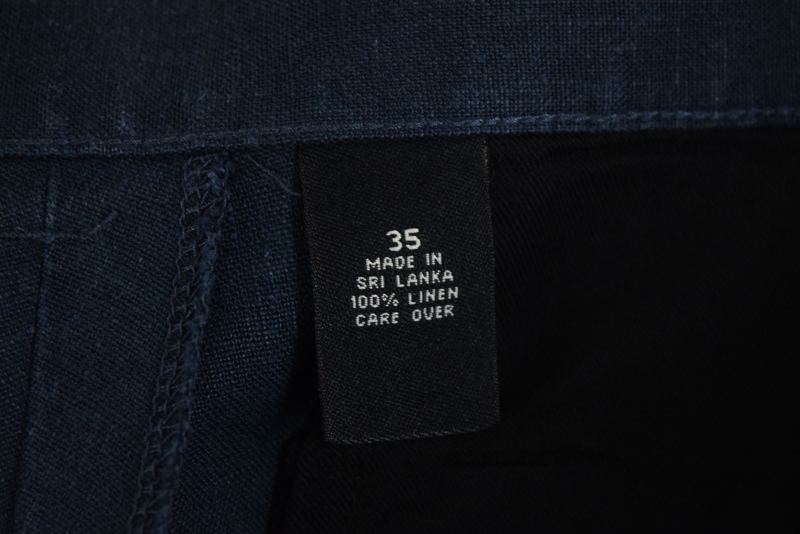 35
MADE IN
SRI LANKA
100% LINEN
CARE OVER